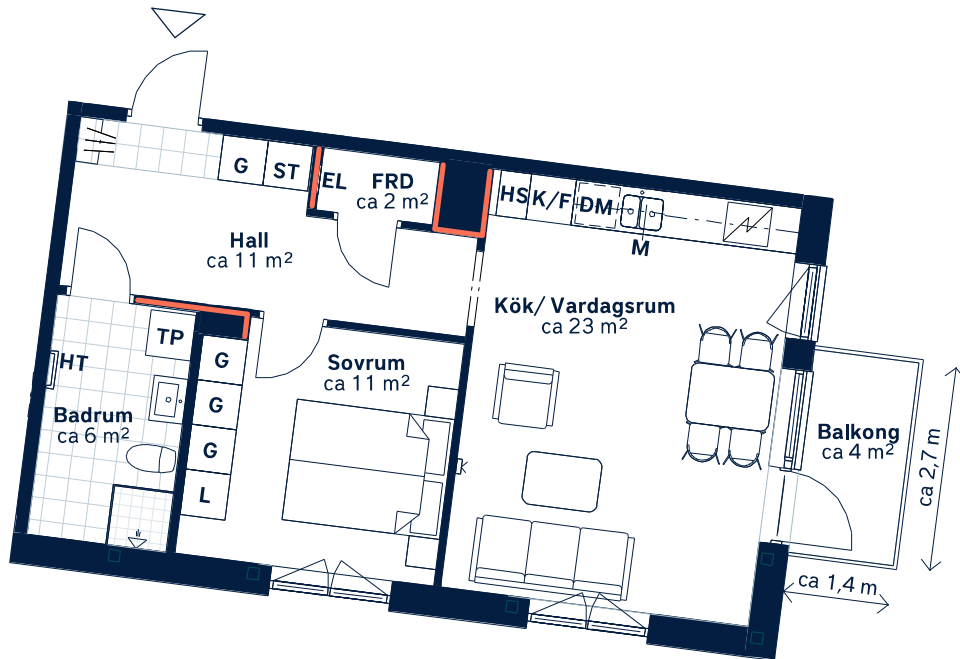 G
ST
EL
FRD
ca 2 m²
HS
K/F
DM
M
Hall
ca 11 m²
Kök/ Vardagsrum
ca 23 m²
TP
HT
Badrum
ca 6 m²
G
G
G
L
Sovrum
ca 11 m²
K
Balkong
ca 4 m²
ca 2,7 m
ca 1,4 m